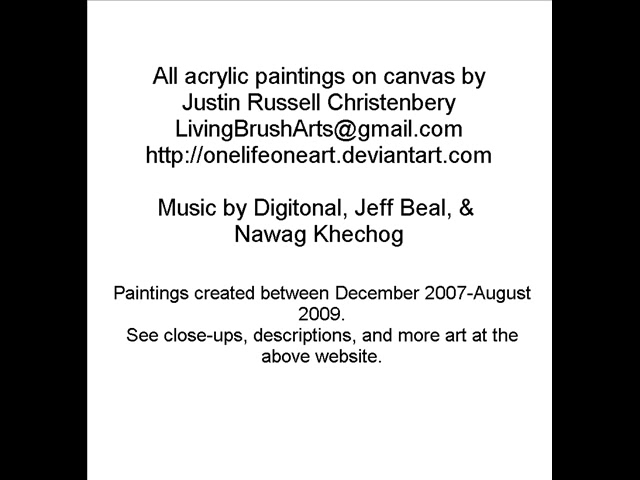 All acrylic paintings on canvas by
Justin Russell Christenbery
LivingBrushArts@gmail.com
http://onelifeoneart.deviantart.com
Music by Digitonal, Jeff Beal, &
Nawag Khechog
Paintings created between December 2007-August
2009.
See close-ups, descriptions, and more art at the
above website.